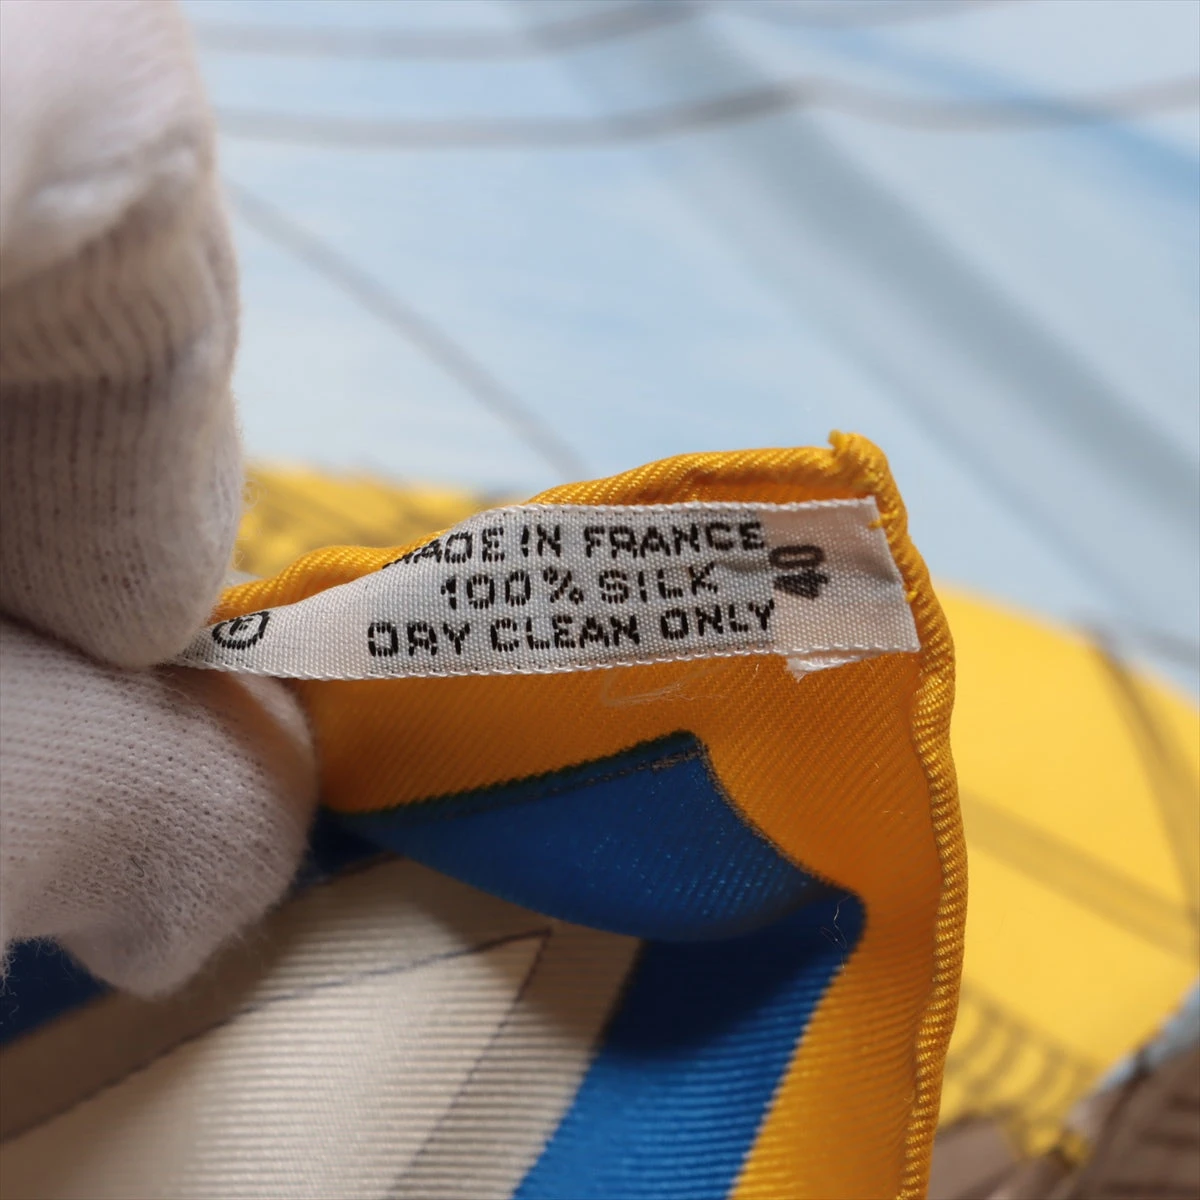 MADE IN FRANCE
100% SILK
DRY CLEAN ONLY
40